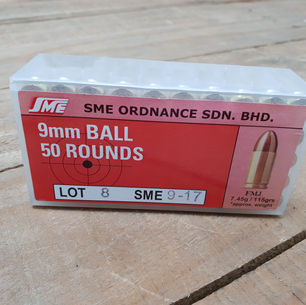 SME
SME ORDNANCE SDN. BHD.
9mm BALL
50 ROUNDS
LOT 8 SME 9-17
FMJ
7.45g / 115grs
*approx. weight